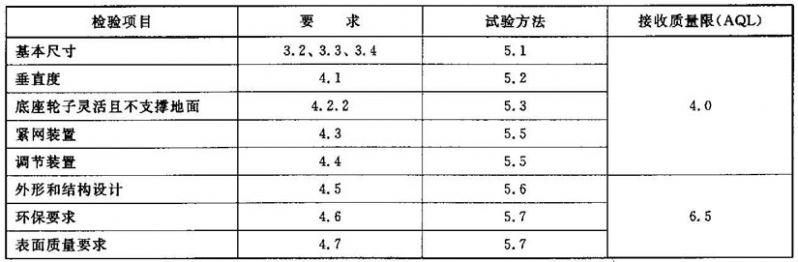 检验项目 要 求 试验方法 接收质量限(AQL)
基本尺寸 3.2、3.3、3.4 5.1
垂直度 4.1 5.2
底座轮子灵活且不支撑地面 4.2.2 5.3 4.0
紧网装置 4.3 5.5
调节装置 4.4 5.5
外形和结构设计 4.5 5.6
环保要求 4.6 5.7 6.5
表面质量要求 4.7 5.7